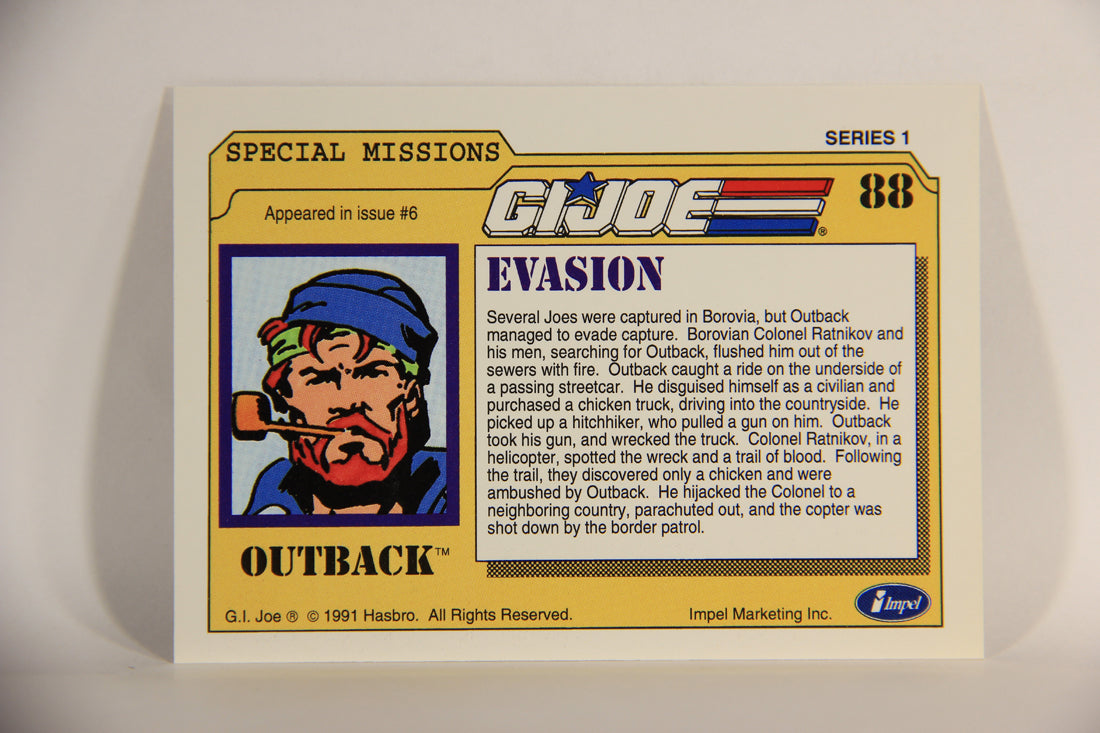 SERIES 1
SPECIAL MISSIONS
88
G.I.JOE®
Appeared in issue #6
EVASION
Several Joes were captured in Borovia, but Outback
managed to evade capture. Borovian Colonel Ratnikov and
his men, searching for Outback, flushed him out of the
sewers with fire. Outback caught a ride on the underside of
a passing streetcar. He disguised himself as a civilian and
purchased a chicken truck, driving into the countryside. He
picked up a hitchhiker, who pulled a gun on him. Outback
took his gun, and wrecked the truck. Colonel Ratnikov, in a
helicopter, spotted the wreck and a trail of blood. Following
the trail, they discovered only a chicken and were
ambushed by Outback. He hijacked the Colonel to a
neighboring country, parachuted out, and the copter was
shot down by the border patrol.
OUTBACK™
G.I. Joe ® © 1991 Hasbro. All Rights Reserved.
Impel Marketing Inc.
Impel